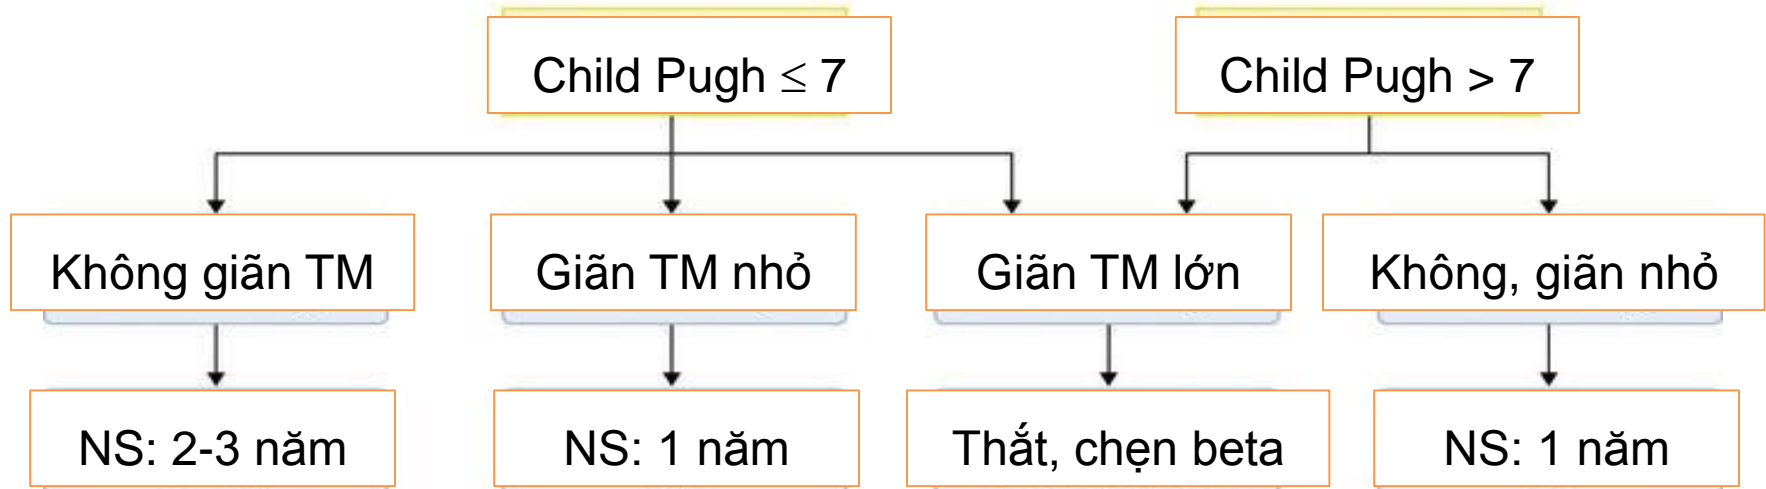 Child Pugh ≤ 7
Child Pugh > 7
Không giãn TM
Giãn TM nhỏ
Giãn TM lớn
Không, giãn nhỏ
NS: 2-3 năm
NS: 1 năm
Thắt, chẹn beta
NS: 1 năm